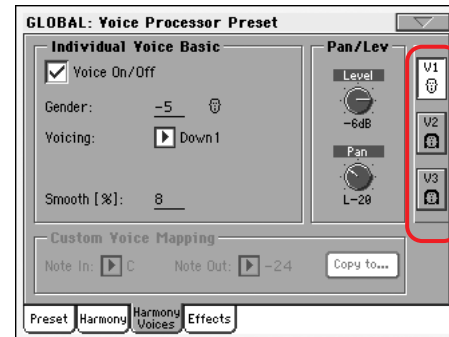 GLOBAL: Voice Processor Preset
Individual Voice Basic
Pan/Lev
Voice On/Off
Level
V1
Gender: -5
-6dB
Voicing: Down1
V2
Pan
V3
Smooth [%]: 8
L-20
Custom Voice Mapping
Note In: C Note Out: -24 Copy to...
Preset Harmony Harmony Voices Effects